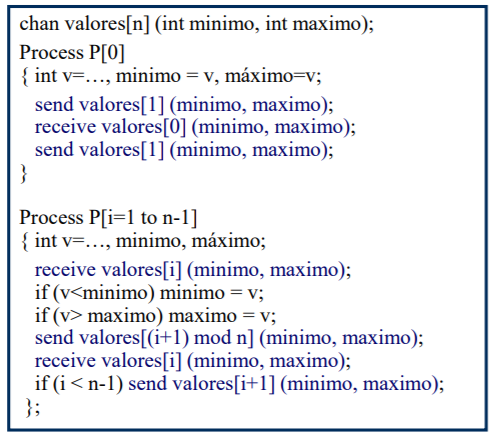 chan valores[n] (int minimo, int maximo);
Process P[0]
{ int v=…, minimo = v, máximo=v;
send valores[1] (minimo, maximo);
receive valores[0] (minimo, maximo);
send valores[1] (minimo, maximo);
}
Process P[i=1 to n-1]
{ int v=…, minimo, máximo;
receive valores[i] (minimo, maximo);
if (v<minimo) minimo = v;
if (v> maximo) maximo = v;
send valores[(i+1) mod n] (minimo, maximo);
receive valores[i] (minimo, maximo);
if (i < n-1) send valores[i+1] (minimo, maximo);
};